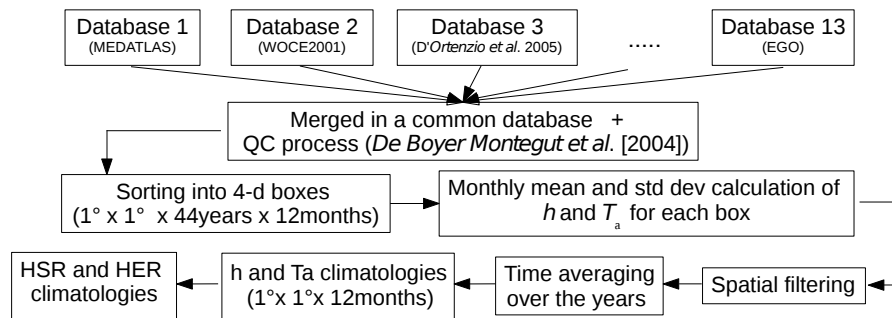 Database 1
(MEDATLAS)
Database 2
(WOCE2001)
Database 3
(D'Ortenzio et al. 2005)
.....
Database 13
(EGO)
Merged in a common database +
QC process (De Boyer Montegut et al. [2004])
Sorting into 4-d boxes
(1° x 1° x 44years x 12months)
Monthly mean and std dev calculation of
h and Ta for each box
HSR and HER
climatologies
h and Ta climatologies
(1°x 1°x 12months)
Time averaging
over the years
Spatial filtering